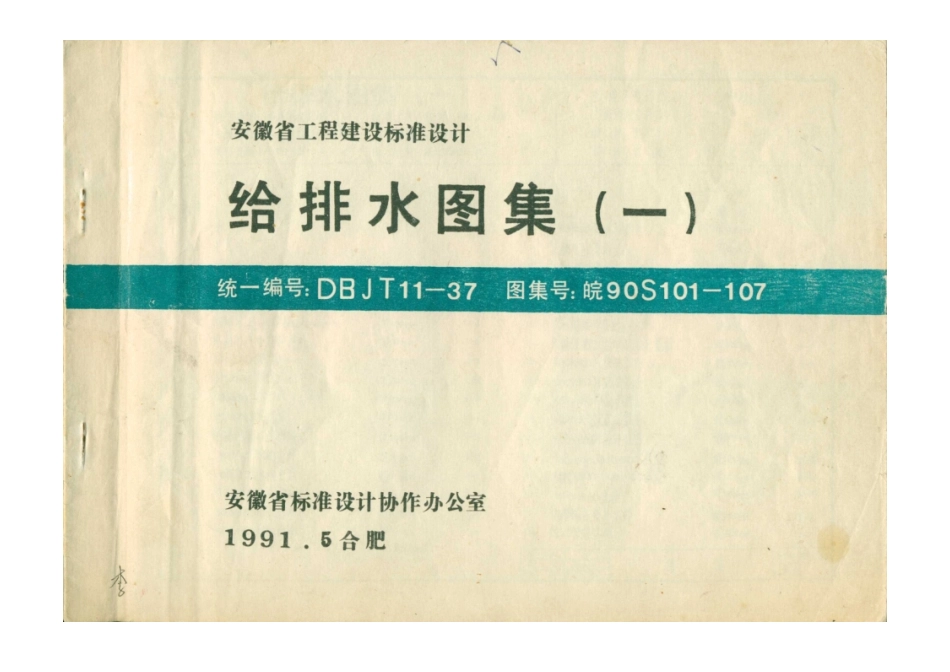 安徽省工程建设标准设计
给排水图集(一)
统一编号:DBJT11—37 图集号:皖90S101—107
安徽省标准设计协作办公室
1991.5合肥
李